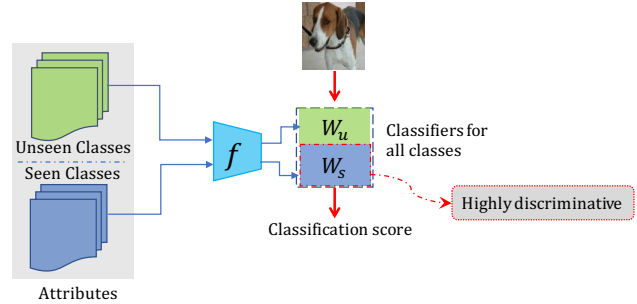 Unseen Classes
Seen Classes
Attributes
f
W_u
W_s
Classifiers for
all classes
Highly discriminative
Classification score